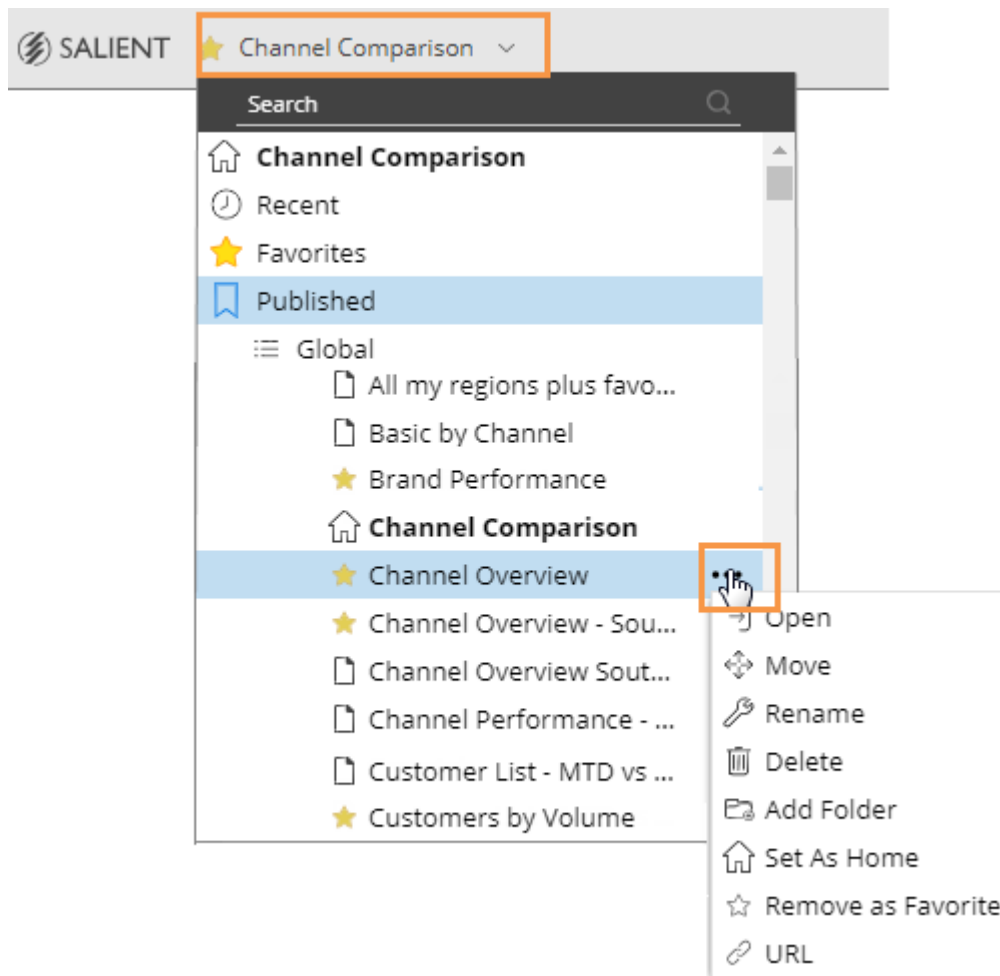 SALIENT
Channel Comparison
Search
Channel Comparison
Recent
Favorites
Published
Global
All my regions plus favo...
Basic by Channel
Brand Performance
Channel Comparison
Channel Overview
Channel Overview - Sou...
Channel Overview Sout...
Channel Performance - ...
Customer List - MTD vs ...
Customers by Volume
Open
Move
Rename
Delete
Add Folder
Set As Home
Remove as Favorite
URL